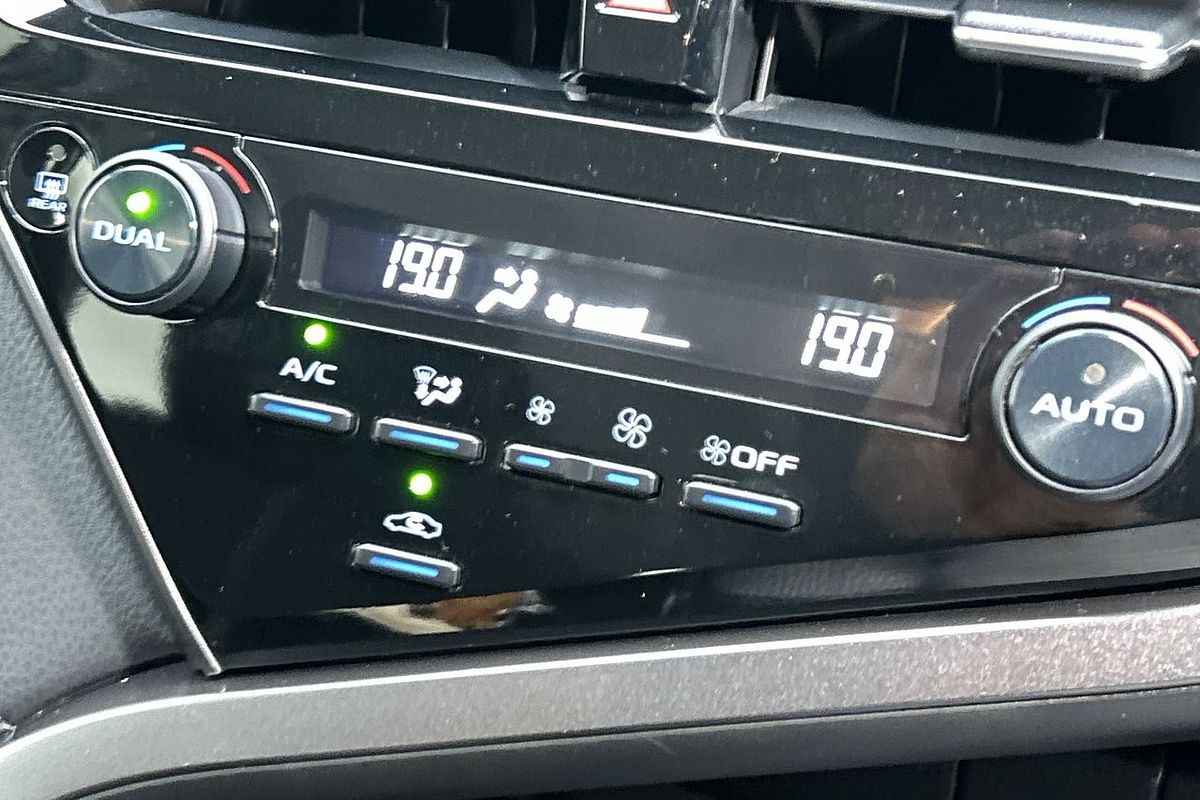 REAR
DUAL
19.0
19.0
A/C
OFF
AUTO